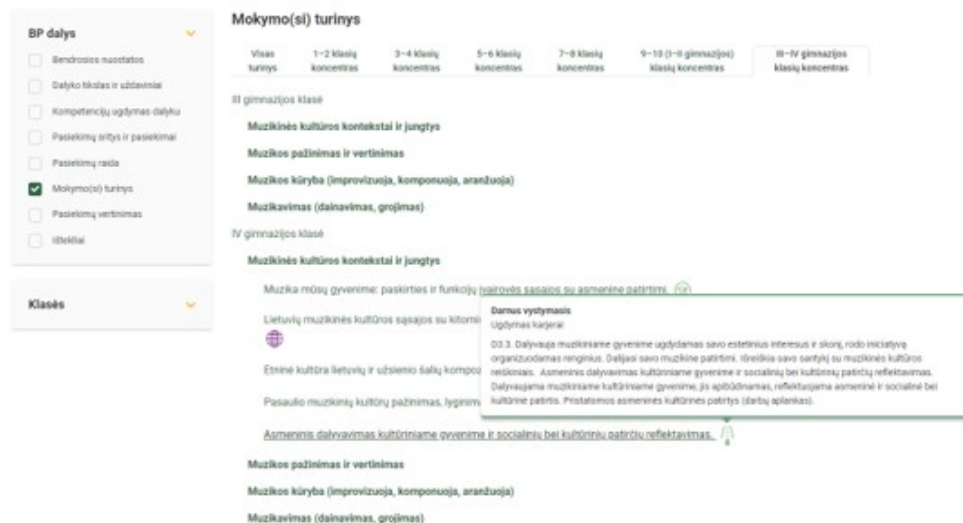 BP dalys
Bendrosios nuostatos
Dalyko tikslas ir uždaviniai
Kompetencijų ugdymas dalyku
Pasiekimų sritys ir pasiekimai
Pasiekimų raida
Mokymo(si) turinys
Pasiekimų vertinimas
Ištekliai
Klasės
Mokymo(si) turinys
Visas turinys
1–2 klasių koncentras
3–4 klasių koncentras
5–6 klasių koncentras
7–8 klasių koncentras
9–10 (I–II gimnazijos) klasių koncentras
III–IV gimnazijos klasių koncentras
III gimnazijos klasė
Muzikinės kultūros kontekstai ir jungtys
Muzikos pažinimas ir vertinimas
Muzikos kūryba (improvizuoja, komponuoja, aranžuoja)
Muzikavimas (dainavimas, grojimas)
IV gimnazijos klasė
Muzikinės kultūros kontekstai ir jungtys
Muzika mūsų gyvenime: paskirties ir funkcijų įvairovės sąsajos su asmenine patirtimi.
Lietuvių muzikinės kultūros sąsajos su kitomi
Etninė kultūra lietuvių ir užsienio šalių kompoz
Pasaulio muzikinių kultūrų pažinimas, lyginim
Darnus vystymasis
Ugdymas karjerai
D3.3. Dalyvauja muzikiniame gyvenime ugdydamas savo estetinius interesus ir skonį, rodo iniciatyvą
organizuodamas renginius. Dalijasi savo muzikine patirtimi. Išreiškia savo santykį su muzikinės kultūros
reiškiniais. Asmeninis dalyvavimas kultūriniame gyvenime ir socialinių bei kultūrinių patirčių reflektavimas.
Dalyvaujama muzikiniame kultūriniame gyvenime, jis apibūdinamas, reflektuojama asmeninė ir socialinė bei
kultūrinė patirtis. Pristatomos asmeninės kultūrinės patirtys (darbų aplankas).
Asmeninis dalyvavimas kultūriniame gyvenime ir socialinių bei kultūrinių patirčių reflektavimas.
Muzikos pažinimas ir vertinimas
Muzikos kūryba (improvizuoja, komponuoja, aranžuoja)
Muzikavimas (dainavimas, grojimas)